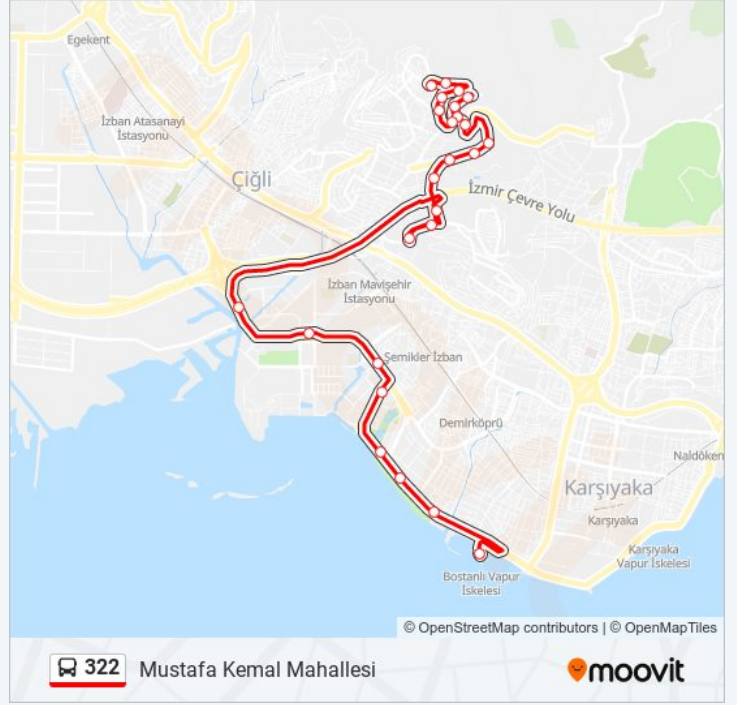 Egekent
İzban Atasanayi
İstasyonu
Çiğli
İzmir Çevre Yolu
İzban Mavişehir
İstasyonu
Şemikler İzban
Demirköprü
Naldöken
Karşıyaka
Karşıyaka
Karşıyaka
Vapur İskelesi
Bostanlı Vapur
İskelesi
© OpenStreetMap contributors | © OpenMapTiles
322 Mustafa Kemal Mahallesi
moovit